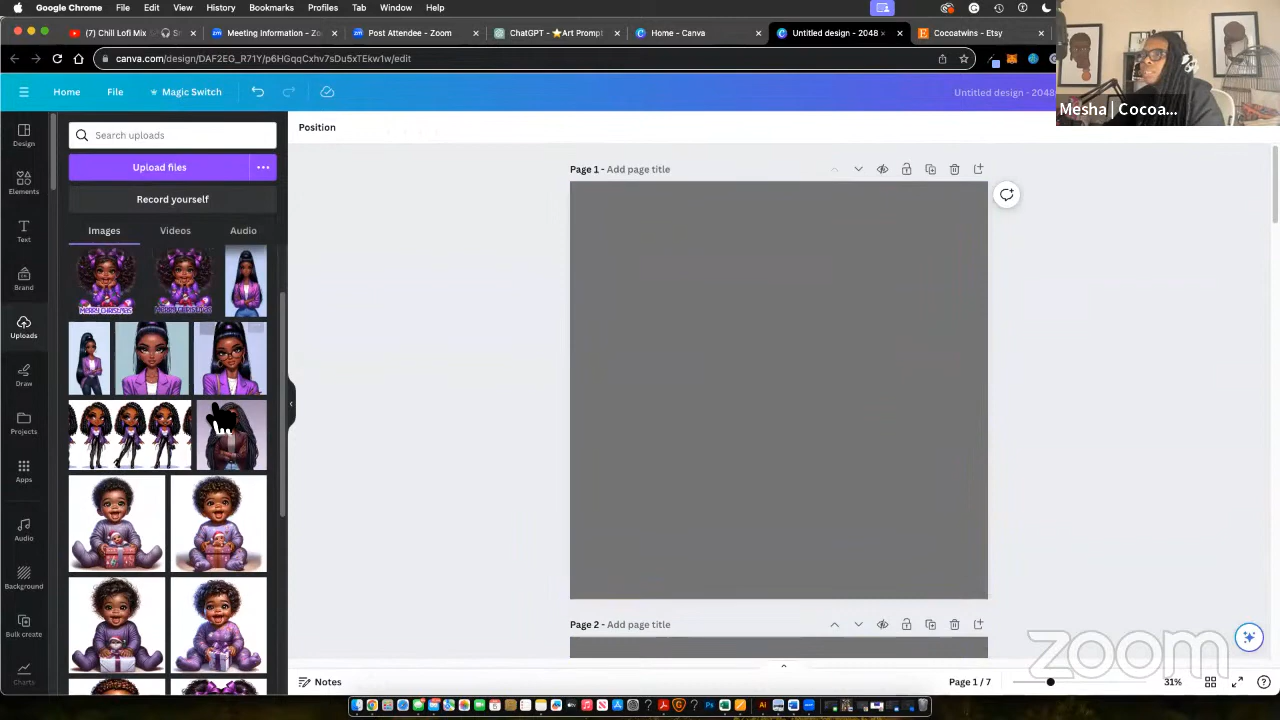 Google Chrome File Edit View History Bookmarks Profiles Tab Window Help
(7) Chill Lofi Mix
Meeting Information - Zo
Post Attendee - Zoom
ChatGPT - ⭐Art Prompt
Home - Canva
Untitled design - 2048 ×
Cocoatwins - Etsy
canva.com/design/DAF2EG_R71Y/p6HGqqCxhv7sDu5xTEkw1w/edit
Home File Magic Switch
Untitled design - 2048
Mesha | Cocoa...
Design
Elements
Text
Brand
Uploads
Draw
Projects
Apps
Audio
Background
Bulk create
Charts
Search uploads
Upload files
Record yourself
Images Videos Audio
MERRY CHRISTMAS
MERRY CHRISTMAS
Position
Page 1 - Add page title
Page 2 - Add page title
zoom
Notes
Page 1 / 7
31%